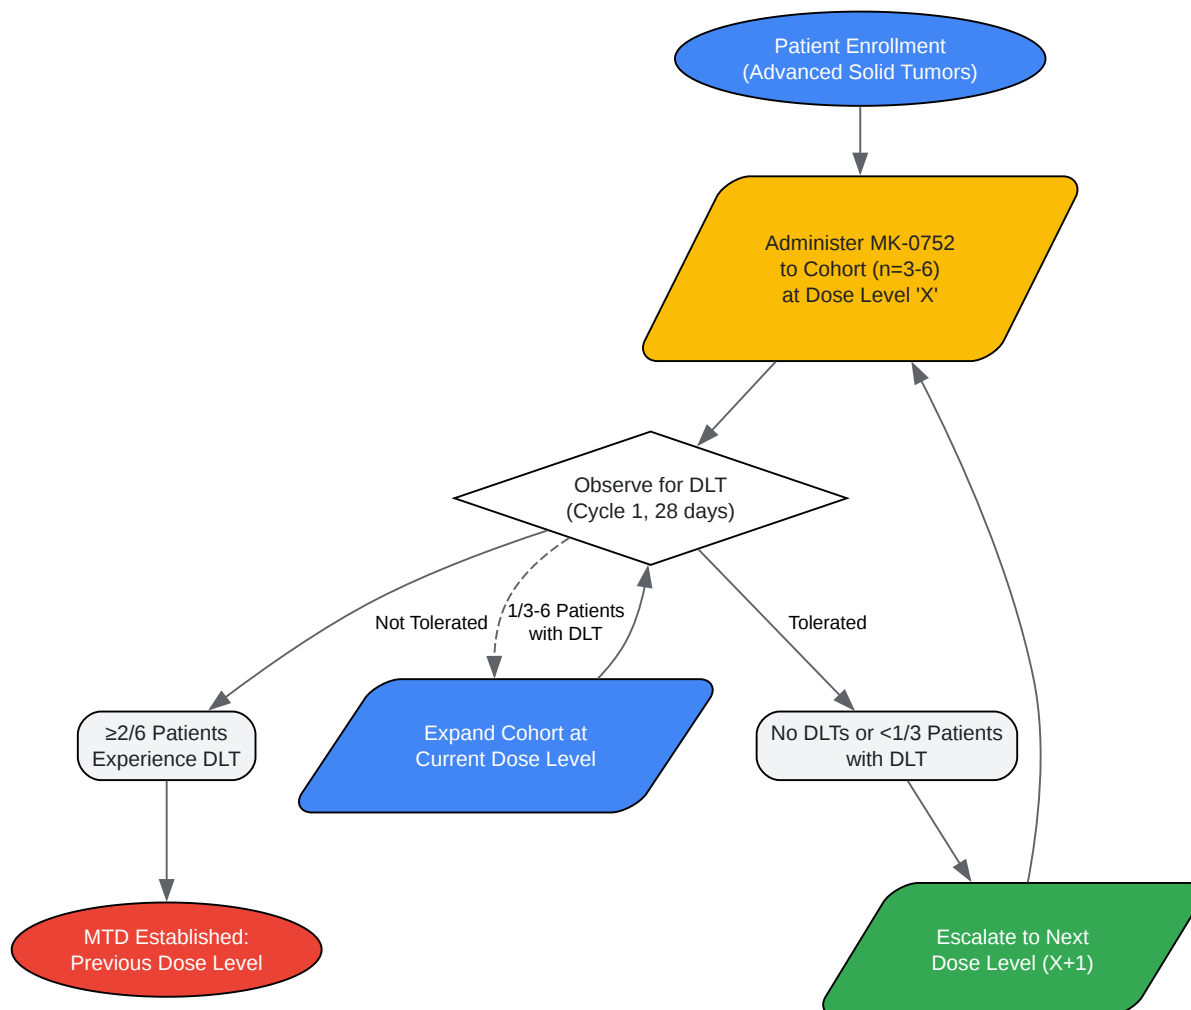 Patient Enrollment
(Advanced Solid Tumors)
Administer MK-0752
to Cohort (n=3-6)
at Dose Level 'X'
Observe for DLT
(Cycle 1, 28 days)
Not Tolerated
1/3-6 Patients
with DLT
Tolerated
≥2/6 Patients
Experience DLT
Expand Cohort at
Current Dose Level
No DLTs or <1/3 Patients
with DLT
MTD Established:
Previous Dose Level
Escalate to Next
Dose Level (X+1)